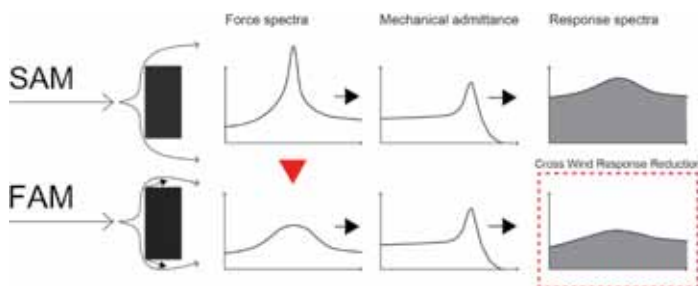 Force spectra
Mechanical admittance
Response spectra
SAM
Cross Wind Response Reduction
FAM